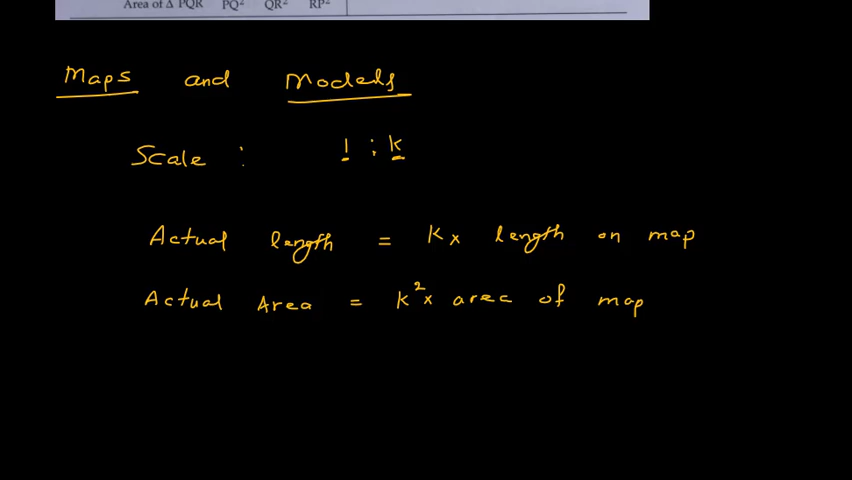 Area of Δ PQR PQ² QR² RP²
Maps and Models
Scale : 1 : k
Actual length = k x length on map
Actual Area = k² x area of map